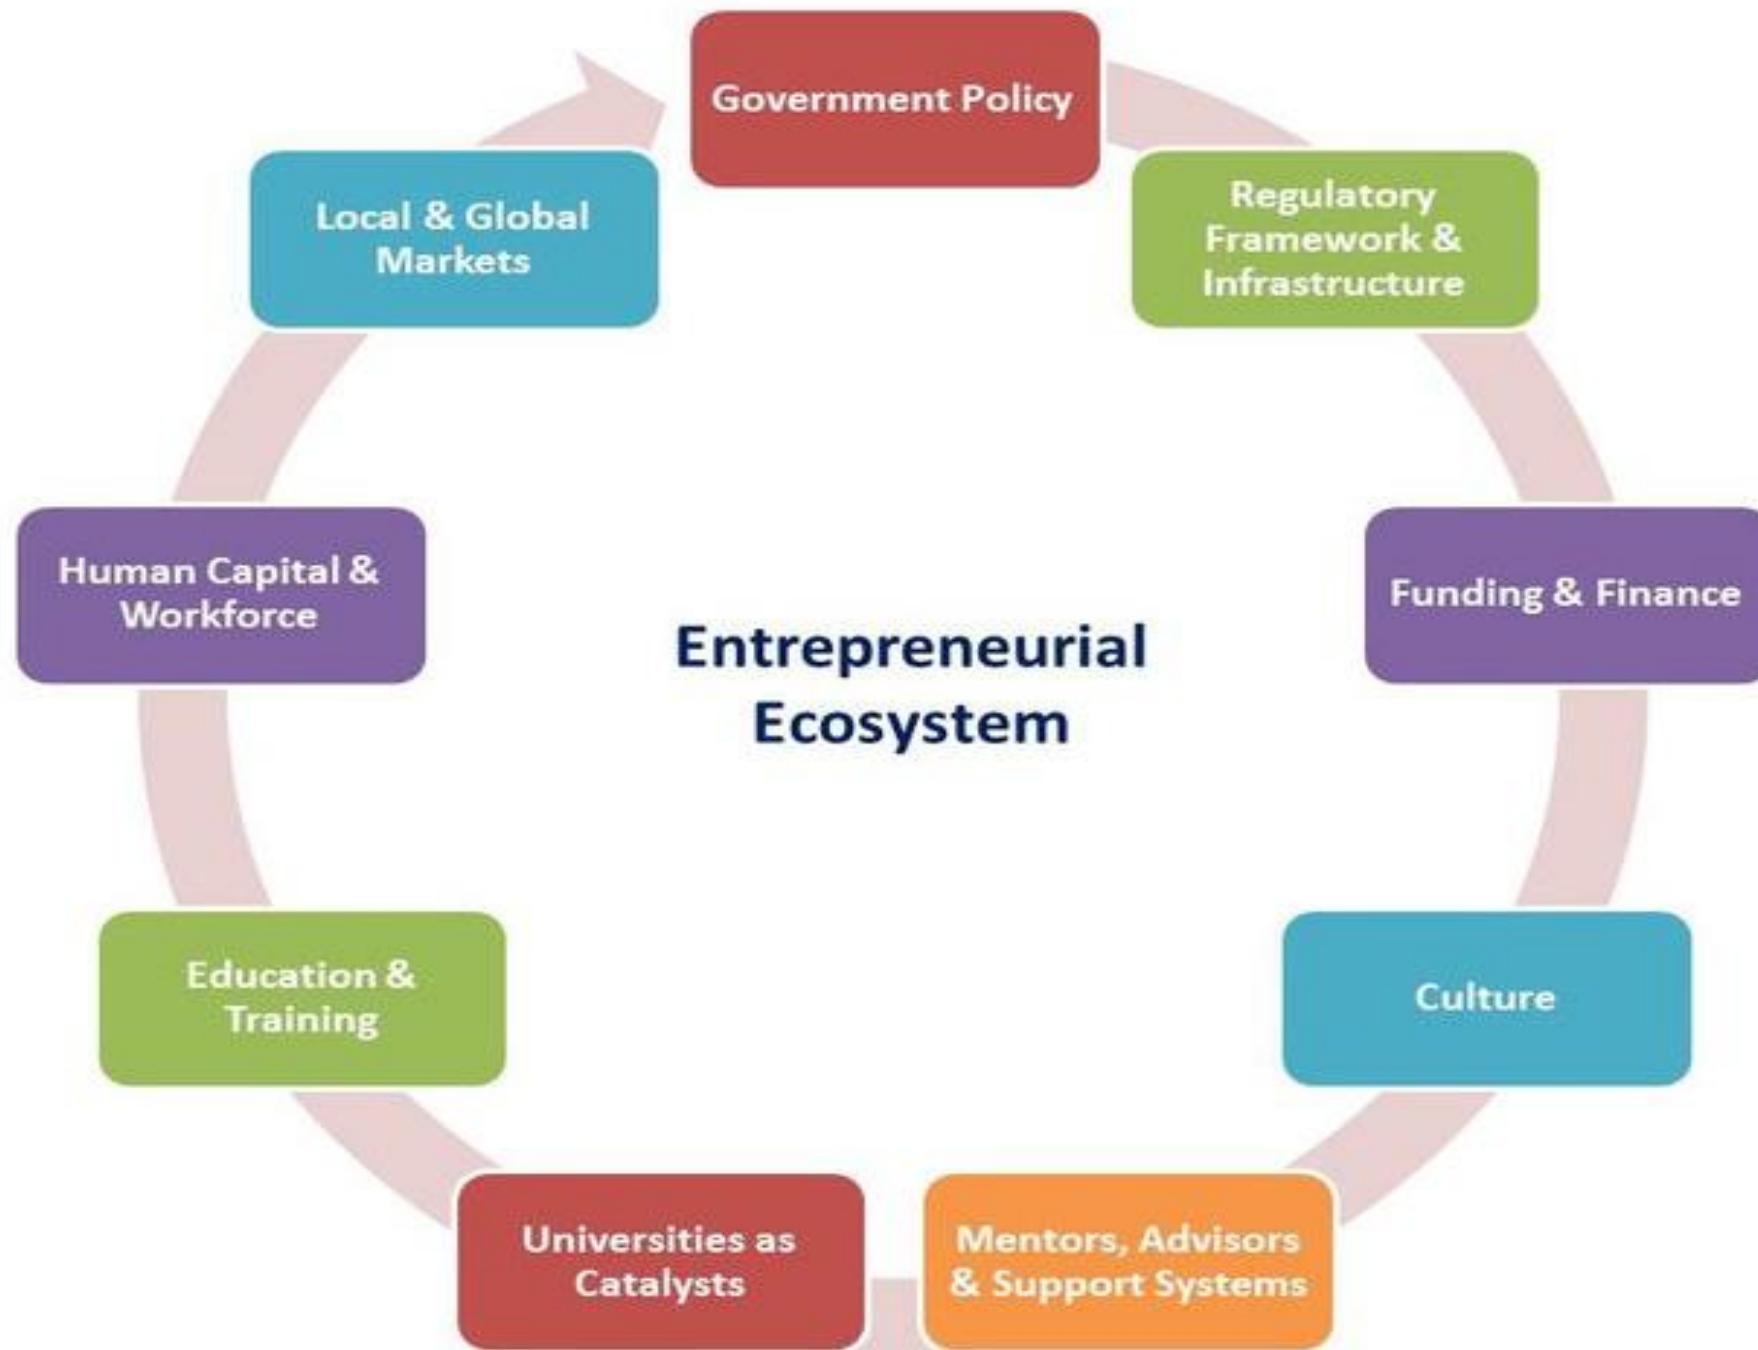 Government Policy
Regulatory
Framework &
Infrastructure
Funding & Finance
Culture
Mentors, Advisors
& Support Systems
Universities as
Catalysts
Education &
Training
Human Capital &
Workforce
Local & Global
Markets
Entrepreneurial
Ecosystem